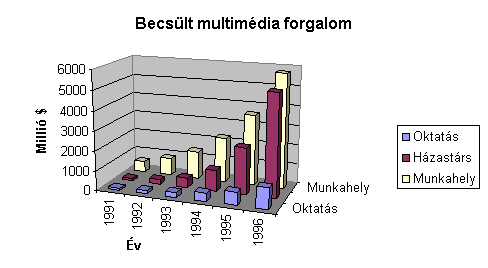 Becsült multimédia forgalom
6000
5000
4000
3000
2000
1000
0
Millió $
1991
1992
1993
1994
1995
1996
Év
Munkahely
Oktatás
Oktatás
Házastárs
Munkahely